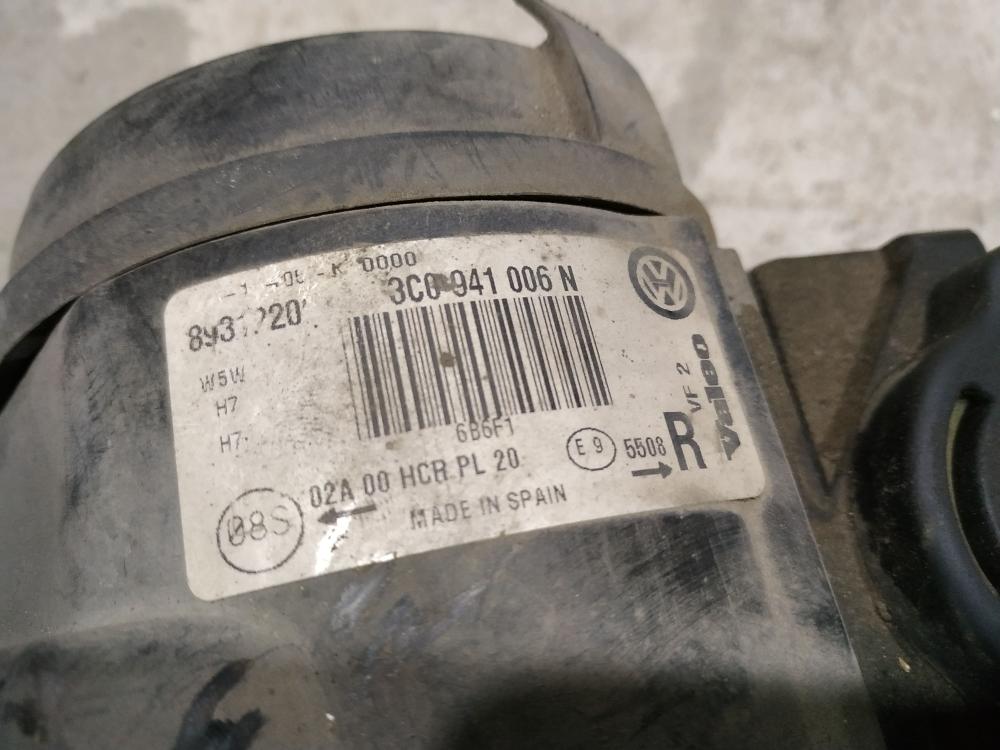 0000
3C0 941 006 N
W5W
H7
H7
6B6F1
02A 00 HCR PL 20
E 9
5508
R
VF 2
Valeo
08S
MADE IN SPAIN